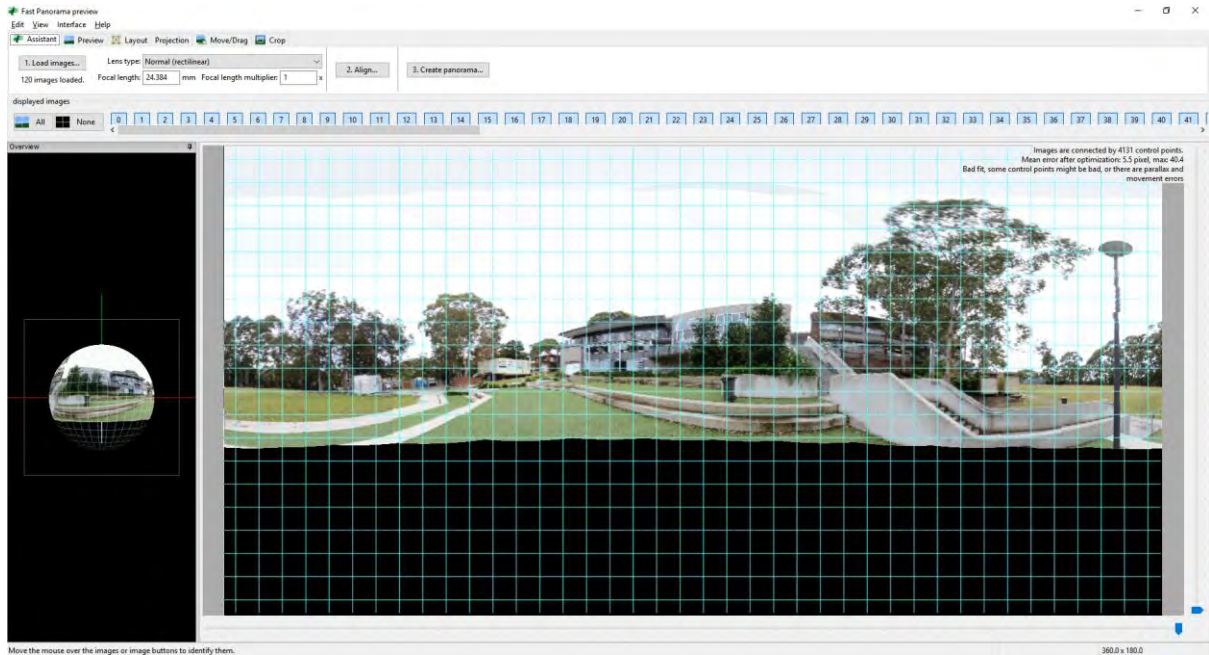 Fast Panorama preview
Edit View Interface Help
Assistant Preview Layout Projection Move/Drag Crop
1. Load images... Lens type: Normal (rectilinear) 2. Align... 3. Create panorama...
120 images loaded. Focal length: 24.384 mm Focal length multiplier: 1 x
displayed images
All None 0 1 2 3 4 5 6 7 8 9 10 11 12 13 14 15 16 17 18 19 20 21 22 23 24 25 26 27 28 29 30 31 32 33 34 35 36 37 38 39 40 41
Overview
Images are connected by 4131 control points.
Mean error after optimization: 5.5 pixel, max: 40.4
Bad fit, some control points might be bad, or there are parallax and
movement errors
Move the mouse over the images or image buttons to identify them. 360.0 x 180.0